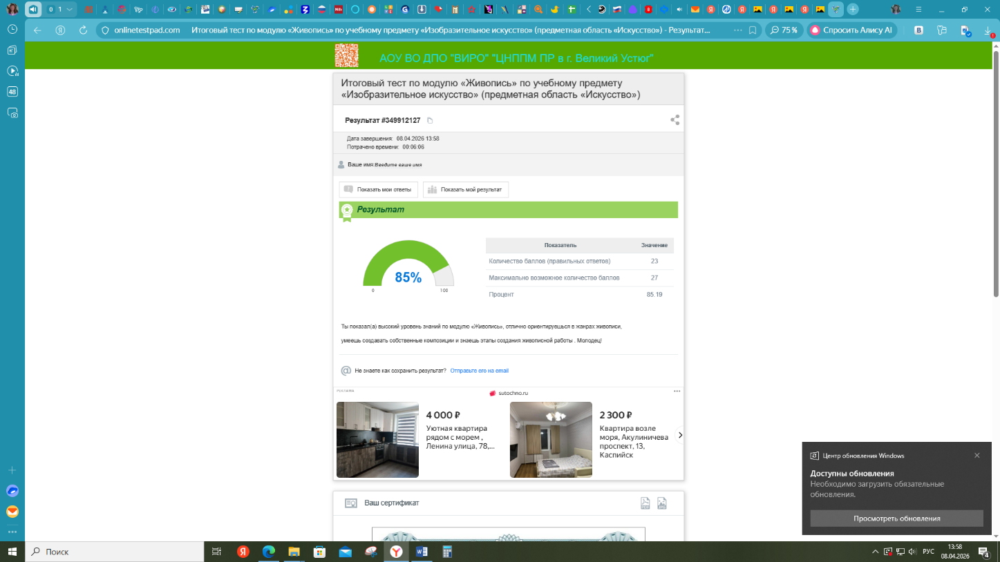 0 1
48
onlinetestpad.com Итоговый тест по модулю «Живопись» по учебному предмету «Изобразительное искусство» (предметная область «Искусство») - Результат...
75 %
Спросить Алису AI
АОУ ВО ДПО "ВИРО" "ЦНППМ ПР в г. Великий Устюг"
Итоговый тест по модулю «Живопись» по учебному предмету
«Изобразительное искусство» (предметная область «Искусство»)
Результат #349912127
Дата завершения: 08.04.2026 13:58
Потрачено времени: 00:06:06
Ваше имя:Введите ваше имя
Показать мои ответы
Показать мой результат
Результат
85%
0
100
Показатель Значение
Количество баллов (правильных ответов) 23
Максимально возможное количество баллов 27
Процент 85.19
Ты показал(а) высокий уровень знаний по модулю «Живопись», отлично ориентируешься в жанрах живописи,
умеешь создавать собственные композиции и знаешь этапы создания живописной работы . Молодец!
Не знаете как сохранить результат? Отправьте его на email
РЕКЛАМА
sutochno.ru
4 000 ₽
Уютная квартира
рядом с морем ,
Ленина улица, 78,...
2 300 ₽
Квартира возле
моря, Акулиничева
проспект, 13,
Каспийск
Ваш сертификат
Центр обновления Windows
Доступны обновления
Необходимо загрузить обязательные
обновления.
Просмотреть обновления
Поиск
РУС
13:58
08.04.2026
4